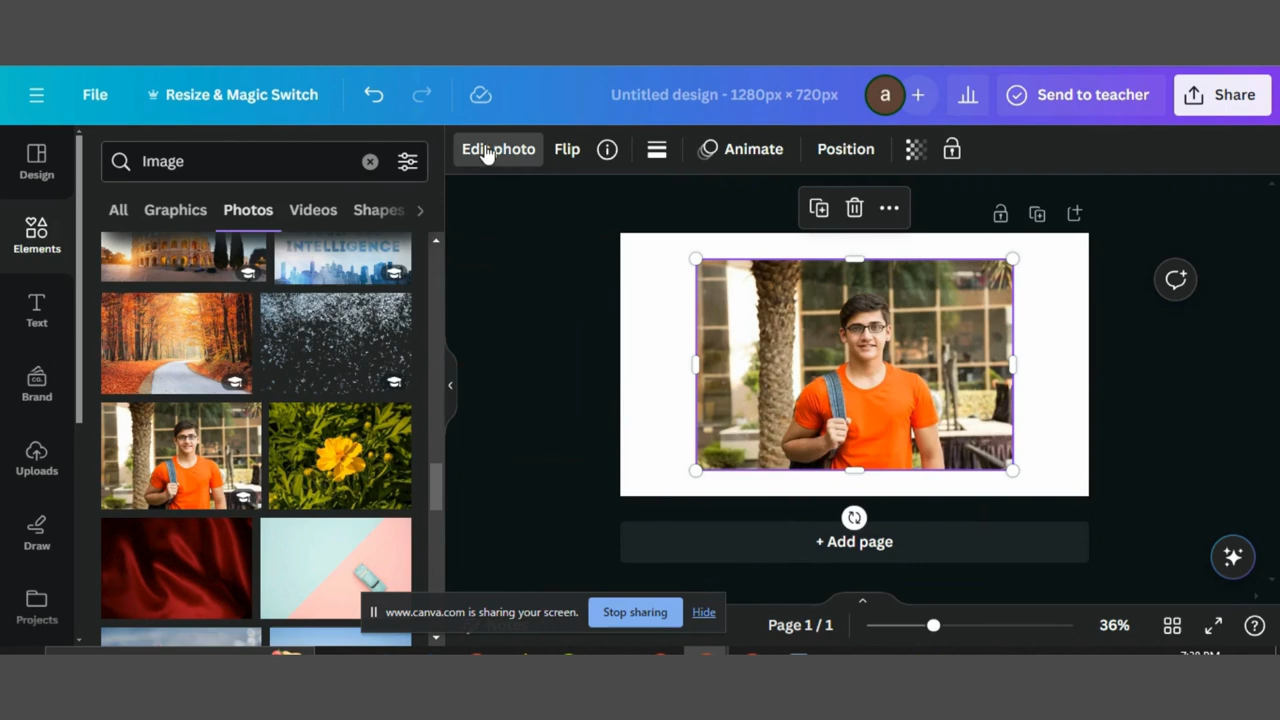 File
Resize & Magic Switch
Untitled design - 1280px × 720px
a
+
Send to teacher
Share
Design
Elements
Text
Brand
CO.
Uploads
Draw
Projects
Image
All Graphics Photos Videos Shapes
INTELLIGENCE
Edit photo
Flip
Animate
Position
+ Add page
www.canva.com is sharing your screen.
Stop sharing
Hide
Page 1 / 1
36%